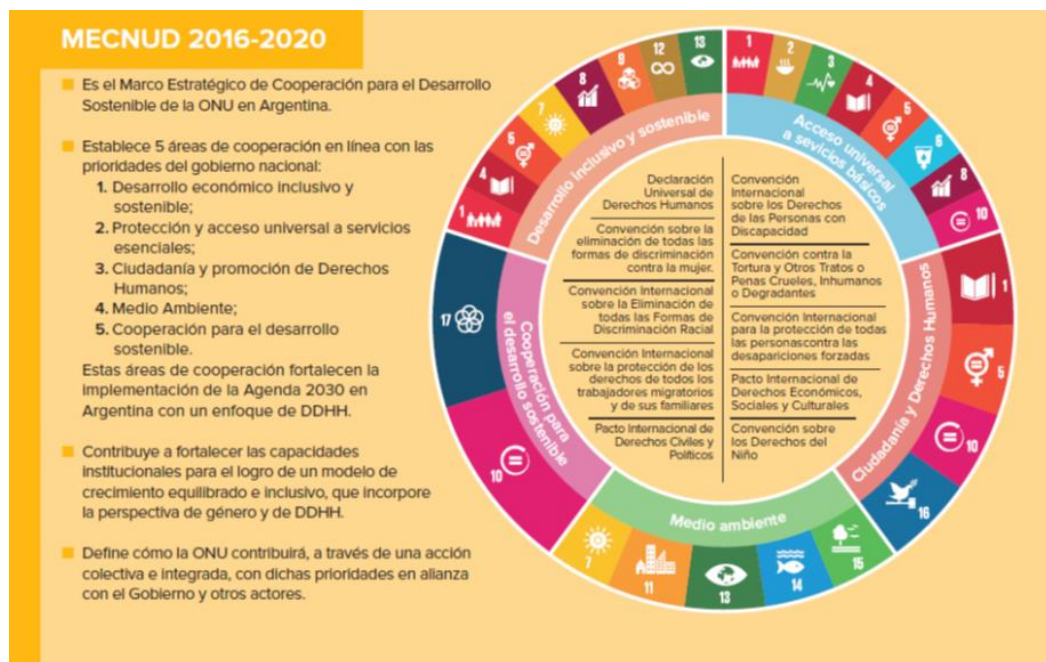 MECNUD 2016-2020
Es el Marco Estratégico de Cooperación para el Desarrollo
Sostenible de la ONU en Argentina.
Establece 5 áreas de cooperación en línea con las
prioridades del gobierno nacional:
1. Desarrollo económico inclusivo y
sostenible;
2. Protección y acceso universal a servicios
esenciales;
3. Ciudadanía y promoción de Derechos
Humanos;
4. Medio Ambiente;
5. Cooperación para el desarrollo
sostenible.
Estas áreas de cooperación fortalecen la
implementación de la Agenda 2030 en
Argentina con un enfoque de DDHH.
Contribuye a fortalecer las capacidades
institucionales para el logro de un modelo de
crecimiento equilibrado e inclusivo, que incorpore
la perspectiva de género y de DDHH.
Define cómo la ONU contribuirá, a través de una acción
colectiva e integrada, con dichas prioridades en alianza
con el Gobierno y otros actores.
Desarrollo inclusivo y sostenible
1
4
5
7
8
9
12
13
Acceso universal
a sevicios básicos
1
2
3
4
5
6
8
10
Ciudadanía y Derechos Humanos
1
5
10
16
Medio ambiente
7
11
13
14
15
Cooperación para
el desarrollo sostenible
10
17
Declaración
Universal de
Derechos Humanos
Convención sobre la
eliminación de todas las
formas de discriminación
contra la mujer.
Convención Internacional
sobre la Eliminación de
todas las Formas de
Discriminación Racial
Convención Internacional
sobre la protección de los
derechos de todos los
trabajadores migratorios
y de sus familiares
Pacto Internacional de
Derechos Civiles y
Políticos
Convención
Internacional
sobre los Derechos
de las Personas con
Discapacidad
Convención contra la
Tortura y Otros Tratos o
Penas Crueles, Inhumanos
o Degradantes
Convención Internacional
para la protección de todas
las personascontra las
desapariciones forzadas
Pacto Internacional de
Derechos Económicos,
Sociales y Culturales
Convención sobre
los Derechos del
Niño